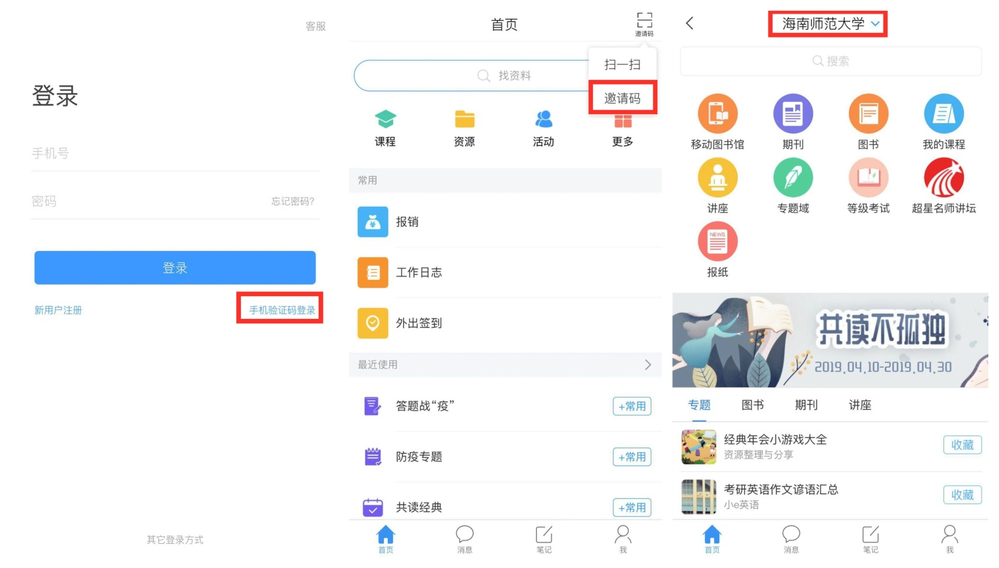 客服
登录
手机号
密码
忘记密码?
登录
新用户注册
手机验证码登录
其它登录方式
首页
邀请码
扫一扫
邀请码
找资料
课程
资源
活动
更多
常用
报销
工作日志
外出签到
最近使用
答题战“疫”
+常用
防疫专题
+常用
共读经典
+常用
首页
消息
笔记
我
海南师范大学
搜索
移动图书馆
期刊
图书
我的课程
讲座
专题域
等级考试
超星名师讲坛
NEWS
报纸
共读不孤独
2019.04.10-2019.04.30
专题
图书
期刊
讲座
经典年会小游戏大全
资源整理与分享
收藏
考研英语作文谚语汇总
小e英语
收藏
首页
消息
笔记
我